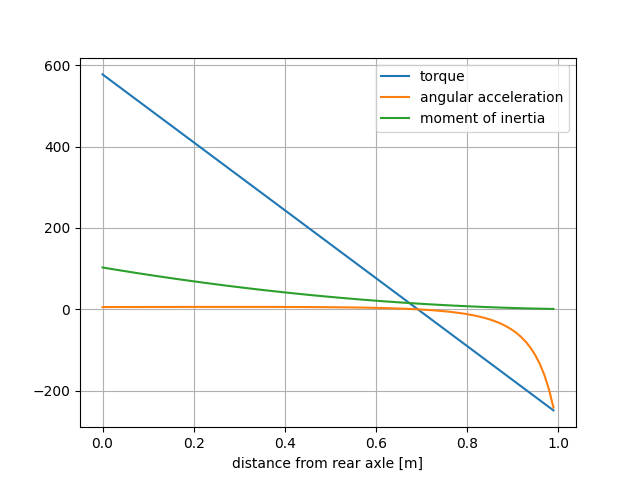 torque
angular acceleration
moment of inertia
600
400
200
0
−200
0.0 0.2 0.4 0.6 0.8 1.0
distance from rear axle [m]